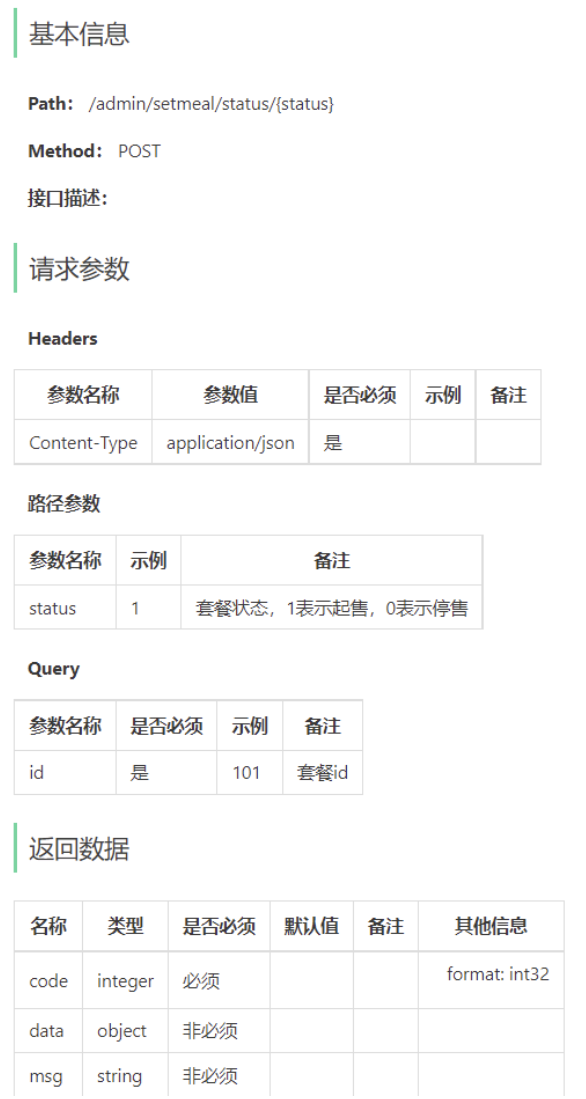 基本信息
Path： /admin/setmeal/status/{status}
Method： POST
接口描述：
请求参数
Headers
参数名称 参数值 是否必须 示例 备注
Content-Type application/json 是
路径参数
参数名称 示例 备注
status 1 套餐状态，1表示起售，0表示停售
Query
参数名称 是否必须 示例 备注
id 是 101 套餐id
返回数据
名称 类型 是否必须 默认值 备注 其他信息
code integer 必须 format: int32
data object 非必须
msg string 非必须